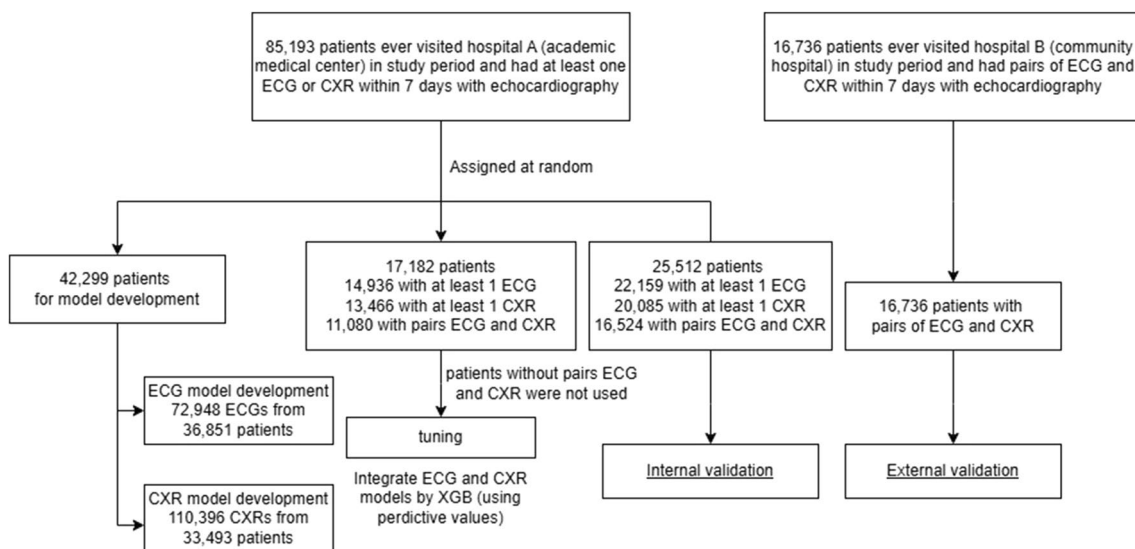 85,193 patients ever visited hospital A (academic
medical center) in study period and had at least one
ECG or CXR within 7 days with echocardiography
16,736 patients ever visited hospital B (community
hospital) in study period and had pairs of ECG and
CXR within 7 days with echocardiography
Assigned at random
42,299 patients
for model development
17,182 patients
14,936 with at least 1 ECG
13,466 with at least 1 CXR
11,080 with pairs ECG and CXR
25,512 patients
22,159 with at least 1 ECG
20,085 with at least 1 CXR
16,524 with pairs ECG and CXR
16,736 patients with
pairs of ECG and CXR
patients without pairs ECG
and CXR were not used
ECG model development
72,948 ECGs from
36,851 patients
tuning
Internal validation
External validation
Integrate ECG and CXR
models by XGB (using
perdictive values)
CXR model development
110,396 CXRs from
33,493 patients